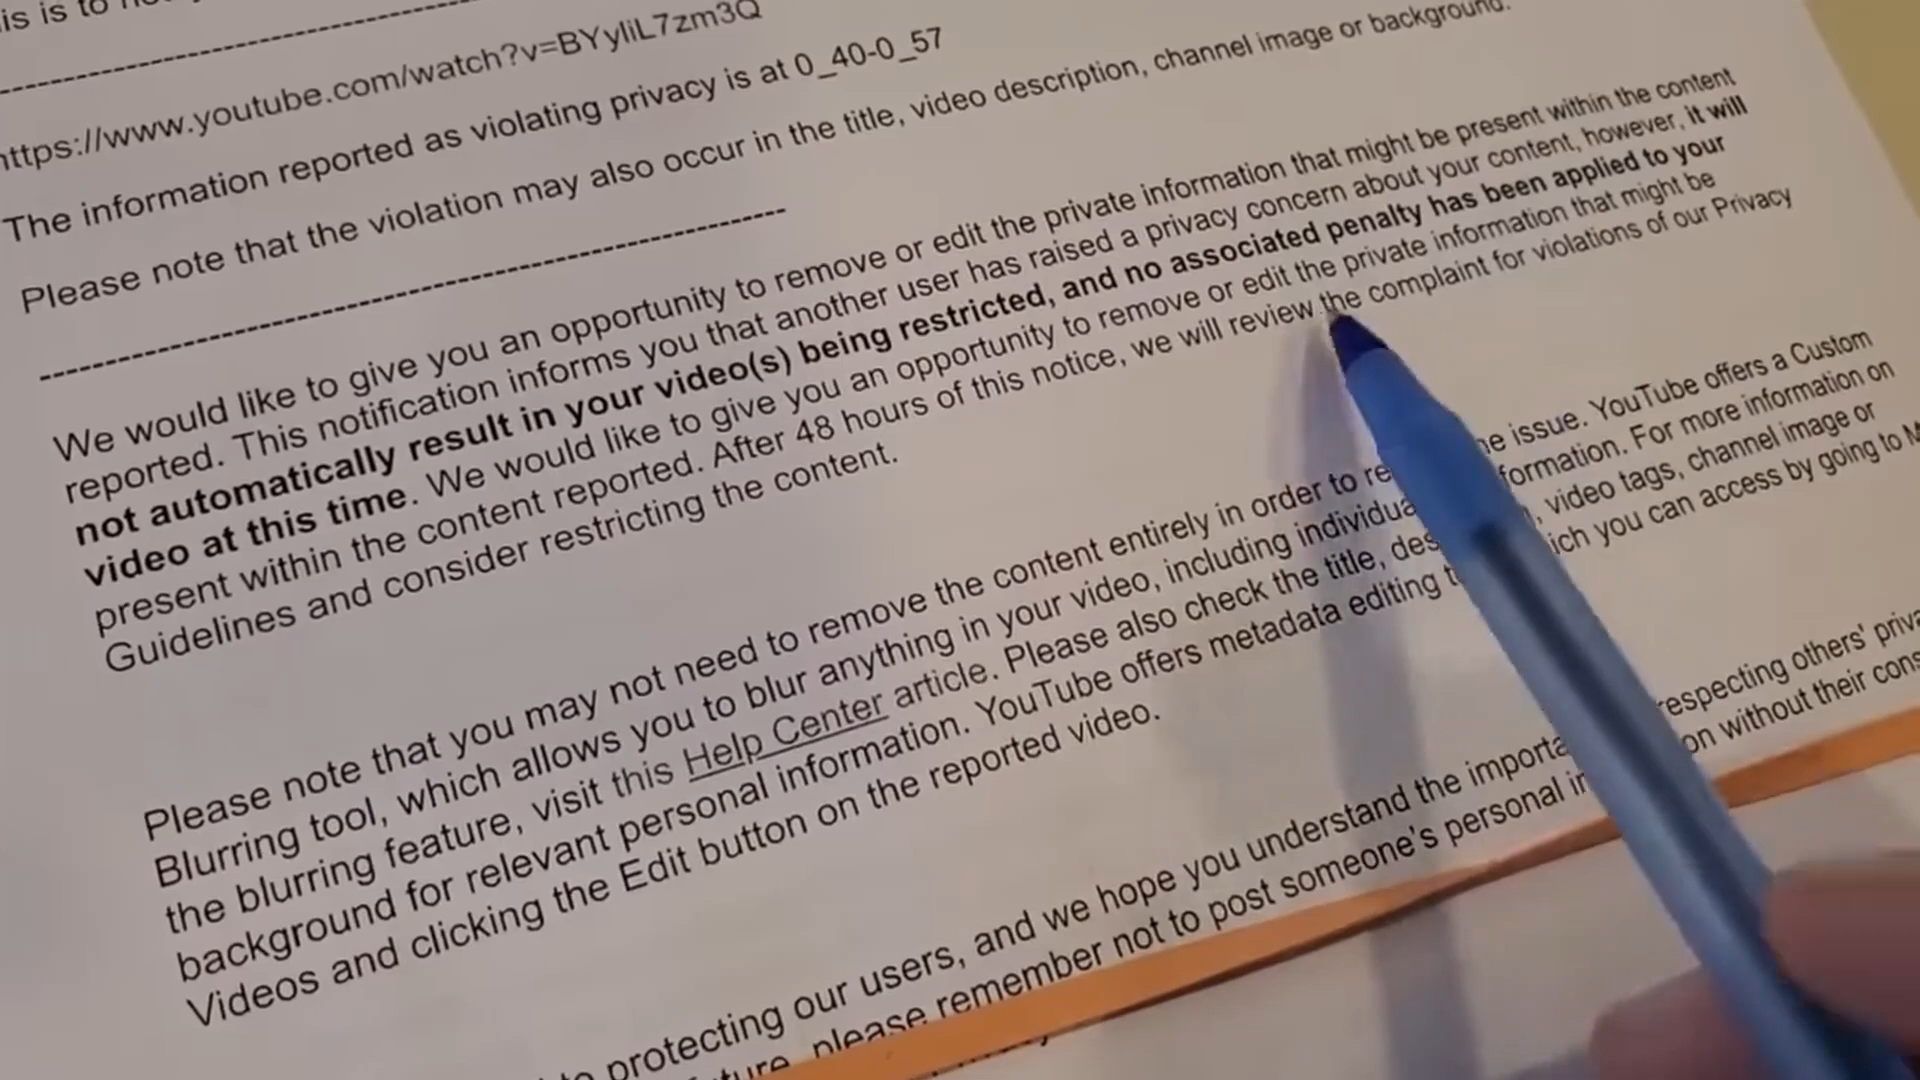 is is to
https://www.youtube.com/watch?v=BYyliL7zm3Q
The information reported as violating privacy is at 0_40-0_57
Please note that the violation may also occur in the title, video description, channel image or background.
We would like to give you an opportunity to remove or edit the private information that might be present within the content
reported. This notification informs you that another user has raised a privacy concern about your content, however, it will
not automatically result in your video(s) being restricted, and no associated penalty has been applied to your
video at this time. We would like to give you an opportunity to remove or edit the private information that might be
present within the content reported. After 48 hours of this notice, we will review the complaint for violations of our Privacy
Guidelines and consider restricting the content.
Please note that you may not need to remove the content entirely in order to re he issue. YouTube offers a Custom
Blurring tool, which allows you to blur anything in your video, including individua formation. For more information on
the blurring feature, visit this Help Center article. Please also check the title, des , video tags, channel image or
background for relevant personal information. YouTube offers metadata editing t ich you can access by going to M
Videos and clicking the Edit button on the reported video.
to protecting our users, and we hope you understand the importa respecting others' priva
ture, please remember not to post someone's personal in on without their cons